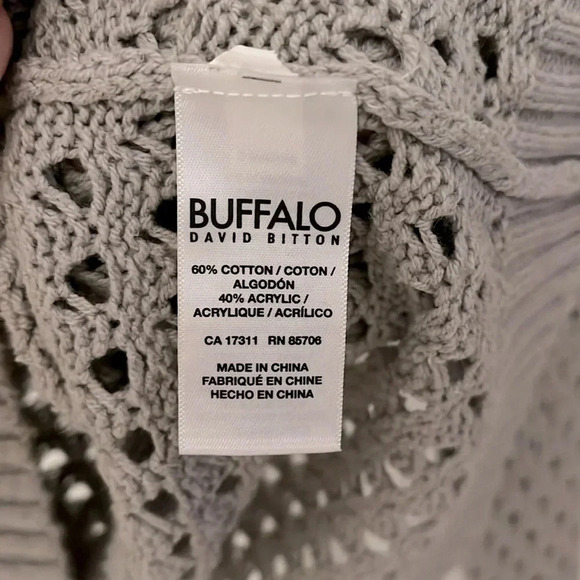 BUFFALO
DAVID BITTON
60% COTTON / COTON /
ALGODÓN
40% ACRYLIC /
ACRYLIQUE / ACRÍLICO
CA 17311 RN 85706
MADE IN CHINA
FABRIQUÉ EN CHINE
HECHO EN CHINA